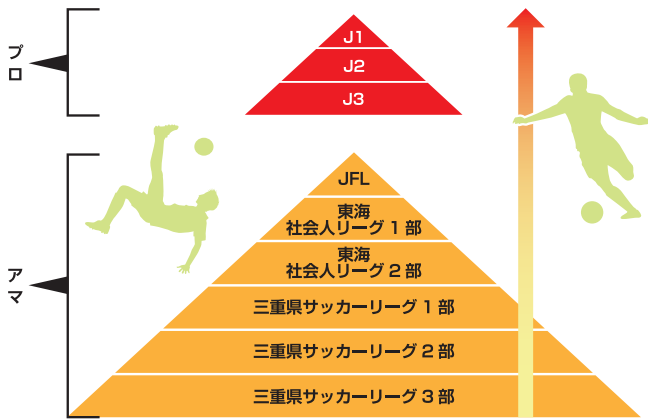 プロ
J1
J2
J3
アマ
JFL
東海
社会人リーグ1部
東海
社会人リーグ2部
三重県サッカーリーグ1部
三重県サッカーリーグ2部
三重県サッカーリーグ3部